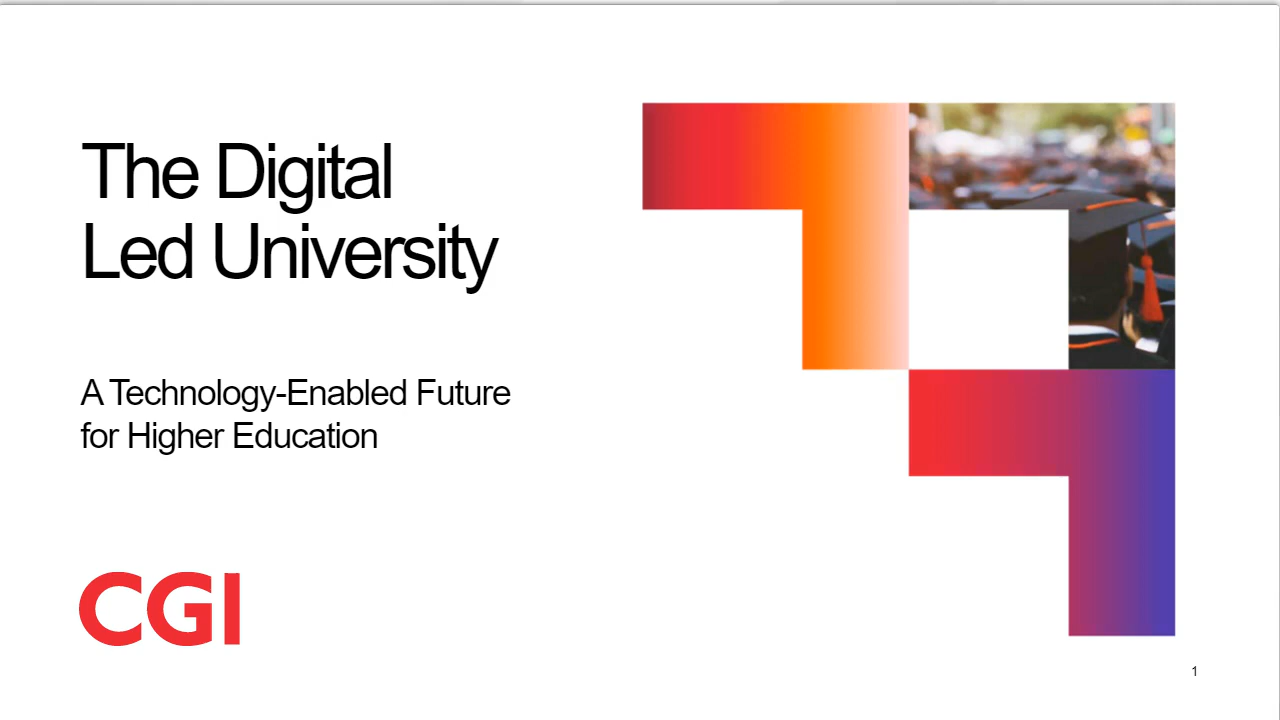 The Digital
Led University
A Technology-Enabled Future
for Higher Education
CGI
1